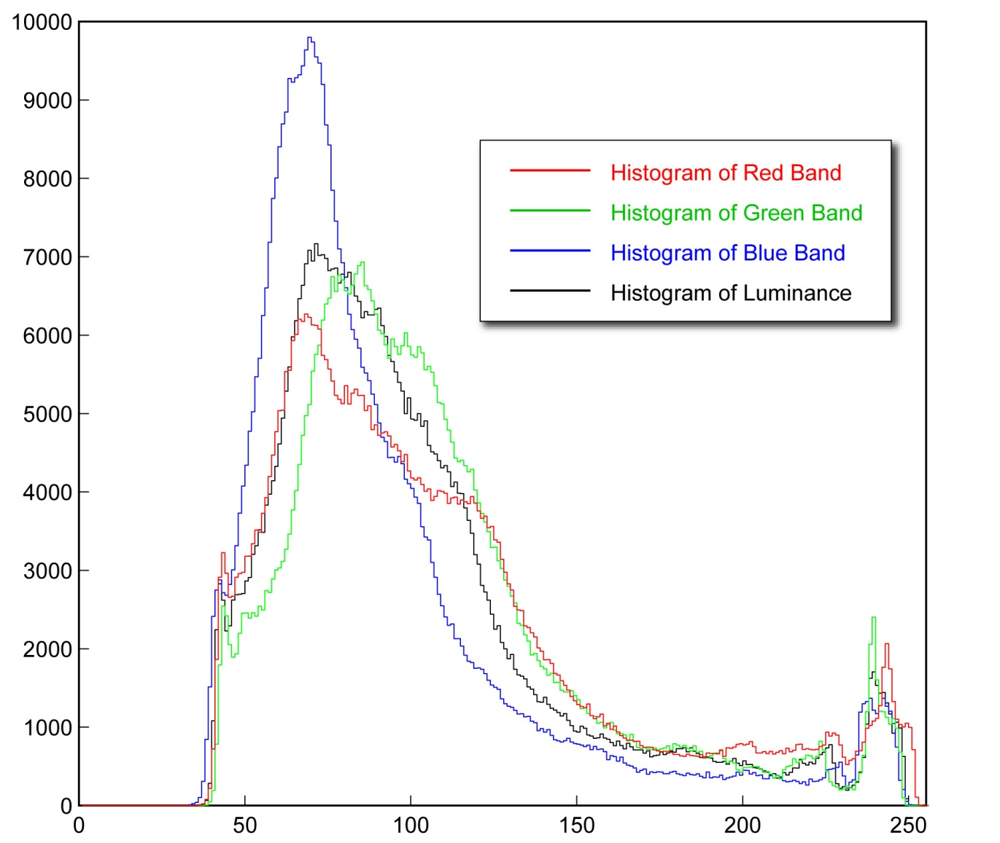 10000
9000
8000
7000
6000
5000
4000
3000
2000
1000
0
Histogram of Red Band
Histogram of Green Band
Histogram of Blue Band
Histogram of Luminance
0 50 100 150 200 250